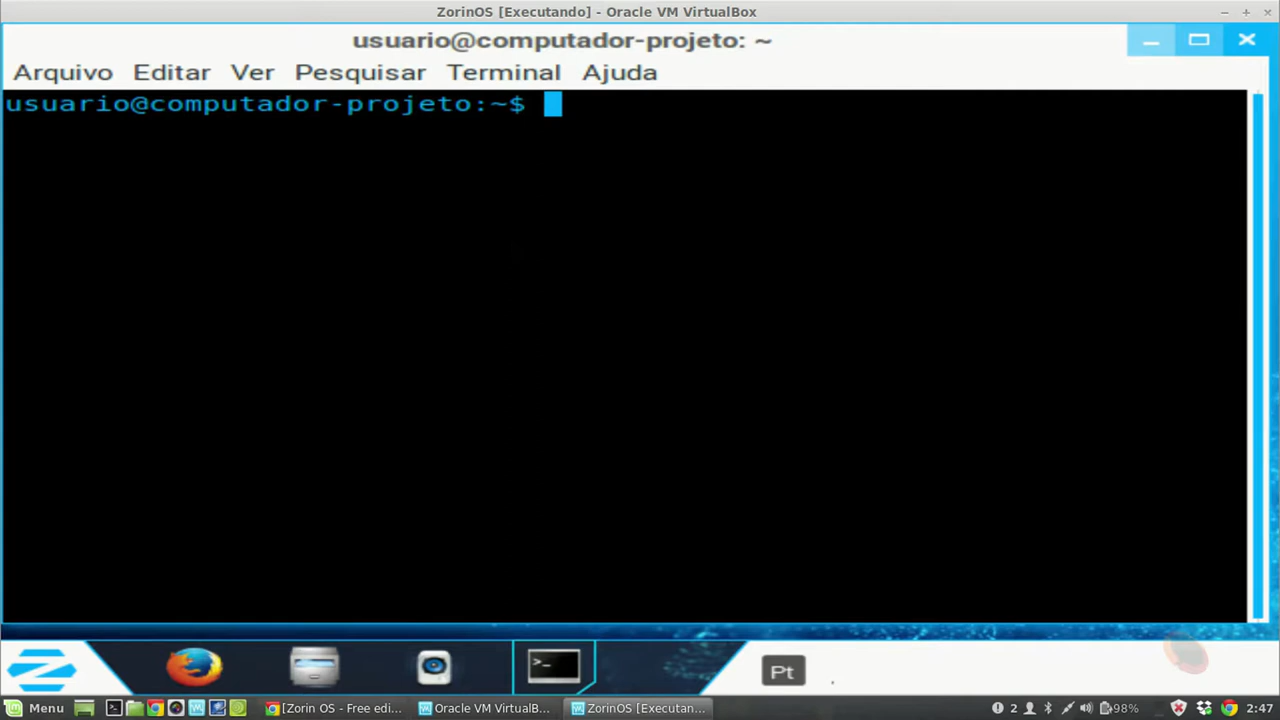 ZorinOS [Executando] - Oracle VM VirtualBox
usuario@computador-projeto: ~
Arquivo Editar Ver Pesquisar Terminal Ajuda
usuario@computador-projeto:~$
Pt
Menu [Zorin OS - Free edi... Oracle VM VirtualB... ZorinOS [Executan... 2 98% 2:47